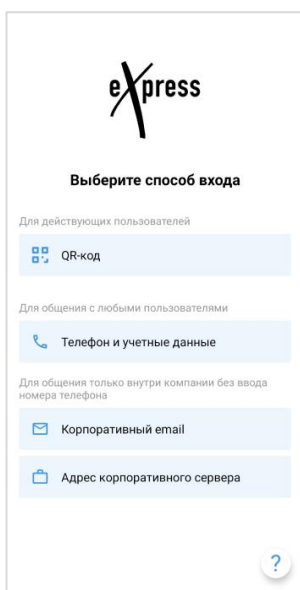 eXpress
Выберите способ входа
Для действующих пользователей
QR-код
Для общения с любыми пользователями
Телефон и учетные данные
Для общения только внутри компании без ввода
номера телефона
Корпоративный email
Адрес корпоративного сервера
?